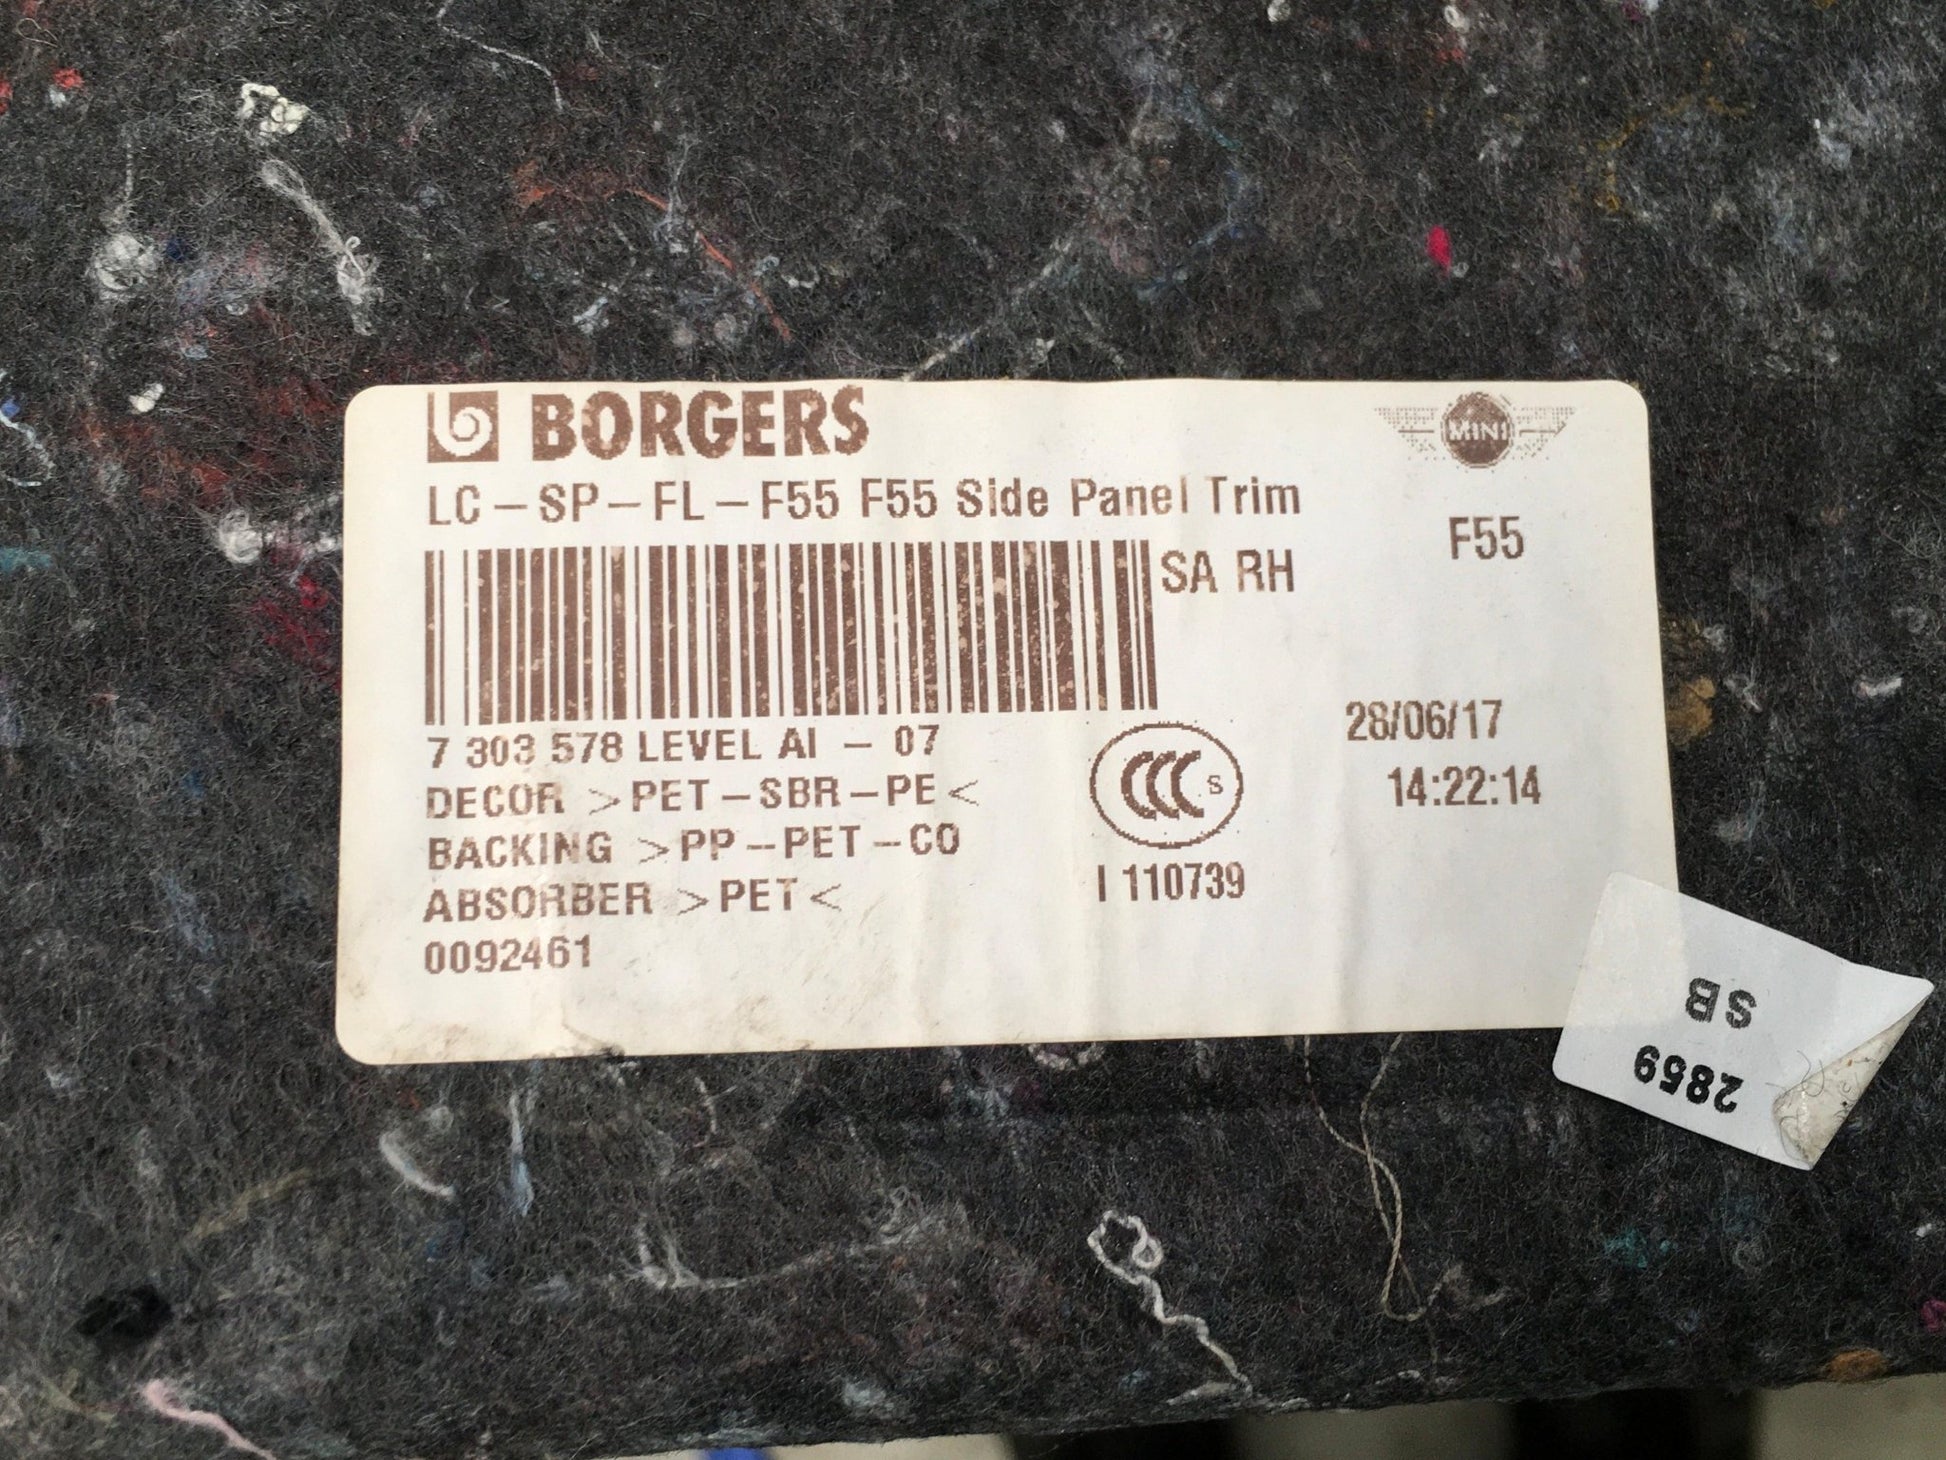 BORGERS
MINI
LC-SP-FL-F55 F55 Side Panel Trim
F55
SA RH
7 303 578 LEVEL AI - 07
28/06/17
14:22:14
DECOR >PET-SBR-PE<
BACKING >PP-PET-CO
ABSORBER >PET<
0092461
CCC S
I 110739
2859
SB